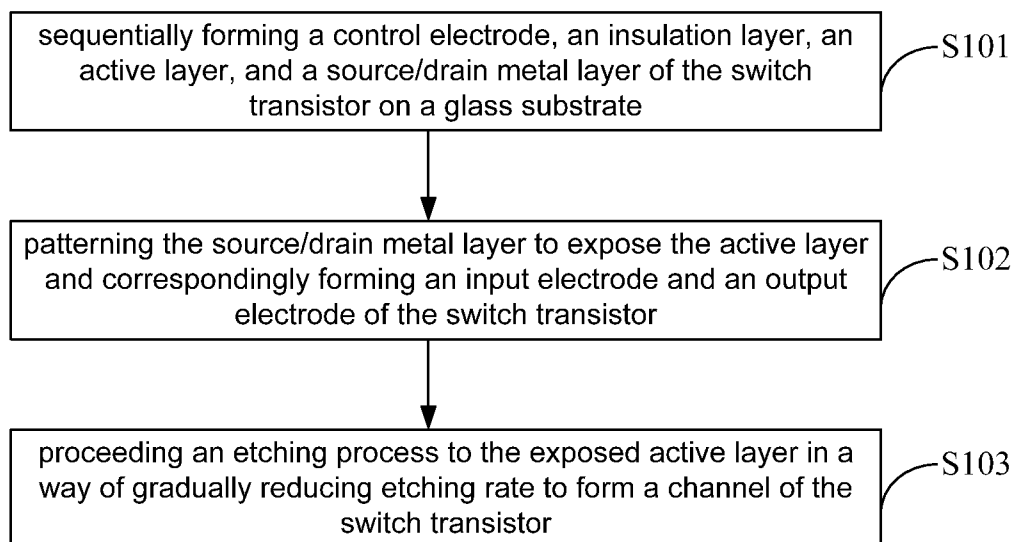 sequentially forming a control electrode, an insulation layer, an
active layer, and a source/drain metal layer of the switch
transistor on a glass substrate
S101
patterning the source/drain metal layer to expose the active layer
and correspondingly forming an input electrode and an output
electrode of the switch transistor
S102
proceeding an etching process to the exposed active layer in a
way of gradually reducing etching rate to form a channel of the
switch transistor
S103